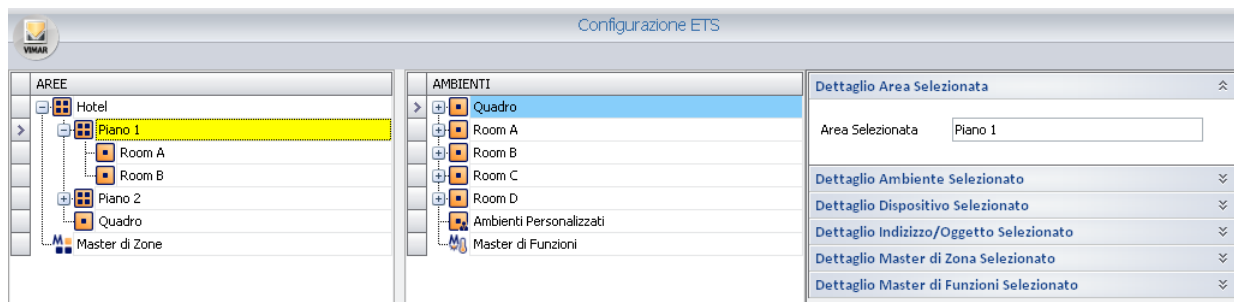 Configurazione ETS
VIMAR
AREE
Hotel
Piano 1
Room A
Room B
Piano 2
Quadro
Master di Zone
AMBIENTI
Quadro
Room A
Room B
Room C
Room D
Ambienti Personalizzati
Master di Funzioni
Dettaglio Area Selezionata
Area Selezionata Piano 1
Dettaglio Ambiente Selezionato
Dettaglio Dispositivo Selezionato
Dettaglio Indizizzo/Oggetto Selezionato
Dettaglio Master di Zona Selezionato
Dettaglio Master di Funzioni Selezionato